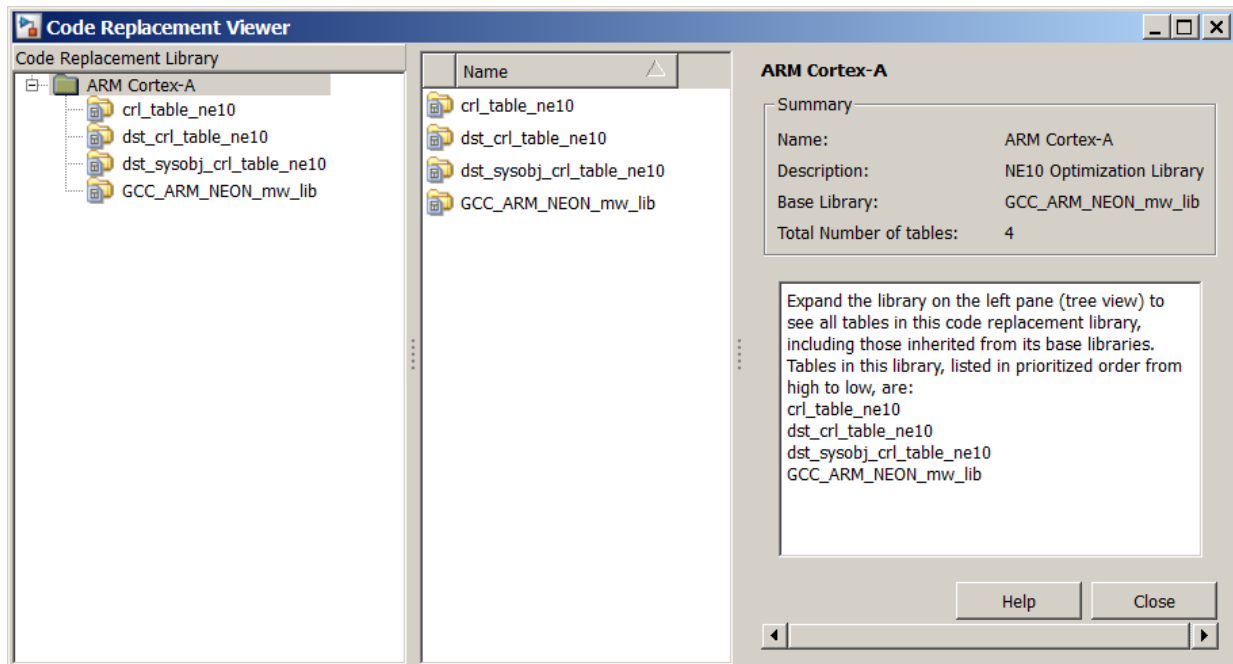 Code Replacement Viewer
Code Replacement Library
ARM Cortex-A
crl_table_ne10
dst_crl_table_ne10
dst_sysobj_crl_table_ne10
GCC_ARM_NEON_mw_lib
Name
crl_table_ne10
dst_crl_table_ne10
dst_sysobj_crl_table_ne10
GCC_ARM_NEON_mw_lib
ARM Cortex-A
Summary
Name: ARM Cortex-A
Description: NE10 Optimization Library
Base Library: GCC_ARM_NEON_mw_lib
Total Number of tables: 4
Expand the library on the left pane (tree view) to
see all tables in this code replacement library,
including those inherited from its base libraries.
Tables in this library, listed in prioritized order from
high to low, are:
crl_table_ne10
dst_crl_table_ne10
dst_sysobj_crl_table_ne10
GCC_ARM_NEON_mw_lib
Help Close